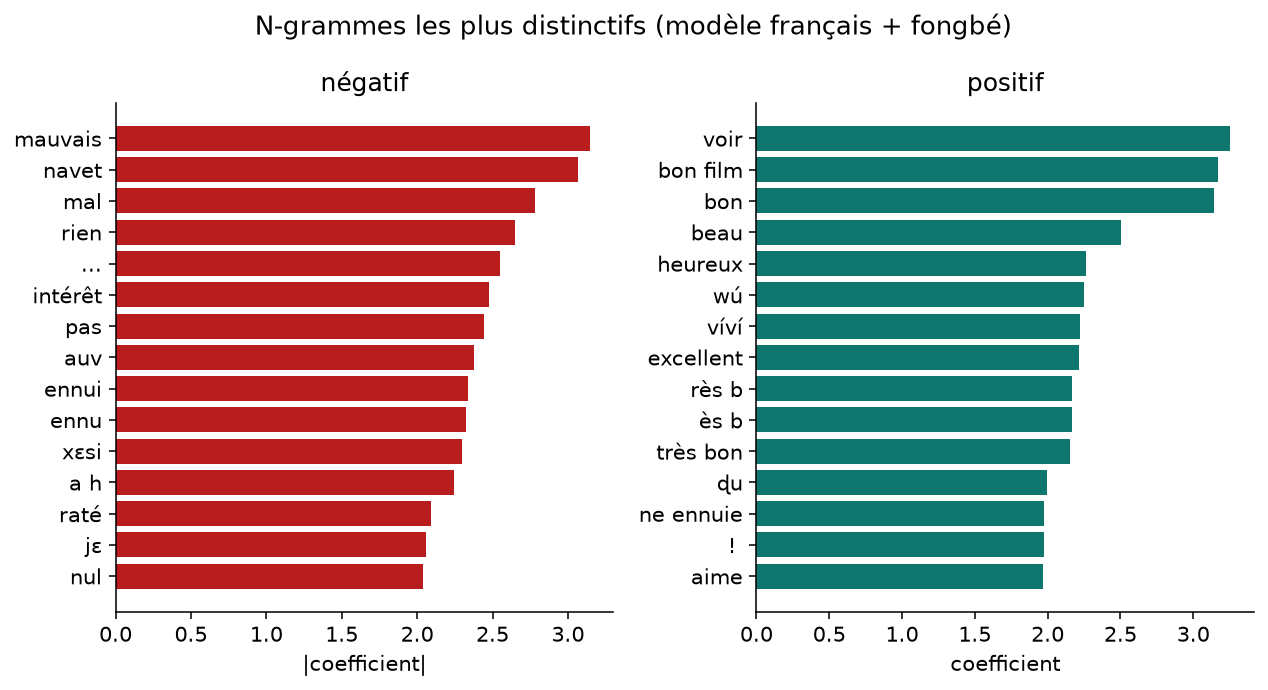 N-grammes les plus distinctifs (modèle français + fongbé)
négatif
mauvais
navet
mal
rien
...
intérêt
pas
auv
ennui
ennu
xɛsi
a h
raté
jɛ
nul
0.0 0.5 1.0 1.5 2.0 2.5 3.0
|coefficient|
positif
voir
bon film
bon
beau
heureux
wú
víví
excellent
rès b
ès b
très bon
ɖu
ne ennuie
!
aime
0.0 0.5 1.0 1.5 2.0 2.5 3.0
coefficient